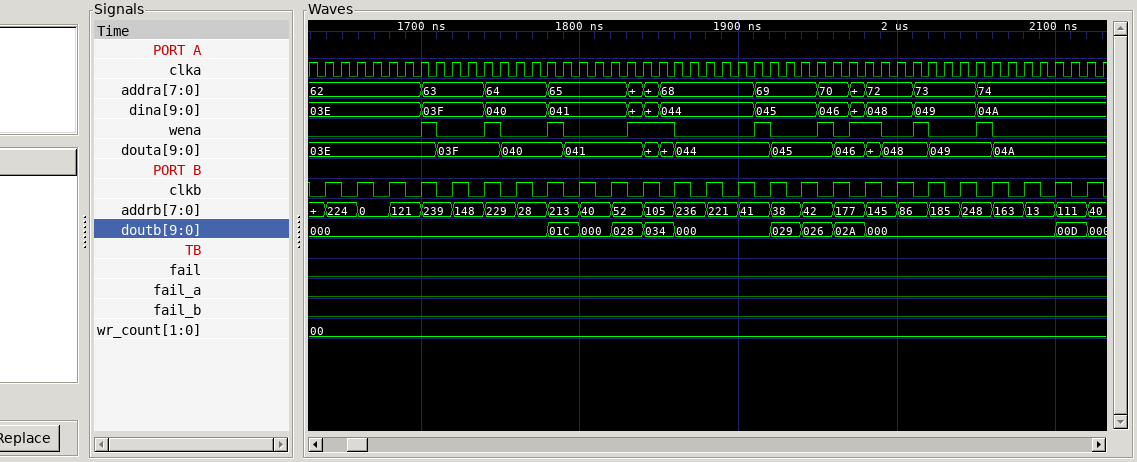 Signals
Waves
Time
1700 ns 1800 ns 1900 ns 2 us 2100 ns
PORT A
clka
addra[7:0] 62 63 64 65 + + 68 69 70 + 72 73 74
dina[9:0] 03E 03F 040 041 + + 044 045 046 + 048 049 04A
wena
douta[9:0] 03E 03F 040 041 + + 044 045 046 + 048 049 04A
PORT B
clkb
addrb[7:0] + 224 0 121 239 148 229 28 213 40 52 105 236 221 41 38 42 177 145 86 185 248 163 13 111 40
doutb[9:0] 000 01C 000 028 034 000 029 026 02A 000 00D 000
TB
fail
fail_a
fail_b
wr_count[1:0] 00
Replace